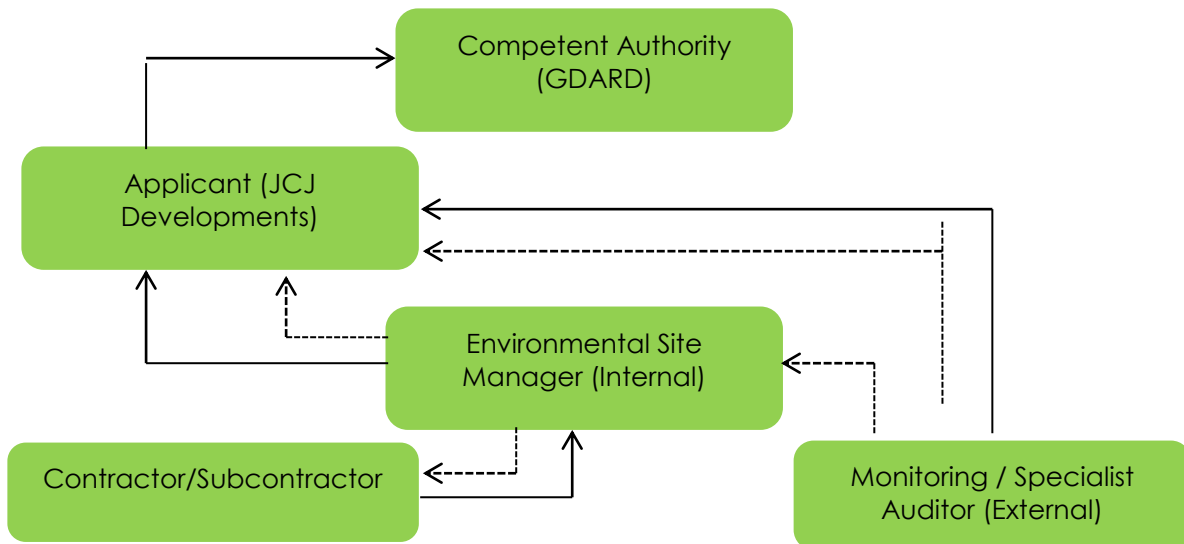 Competent Authority
(GDARD)
Applicant (JCJ
Developments)
Environmental Site
Manager (Internal)
Contractor/Subcontractor
Monitoring / Specialist
Auditor (External)